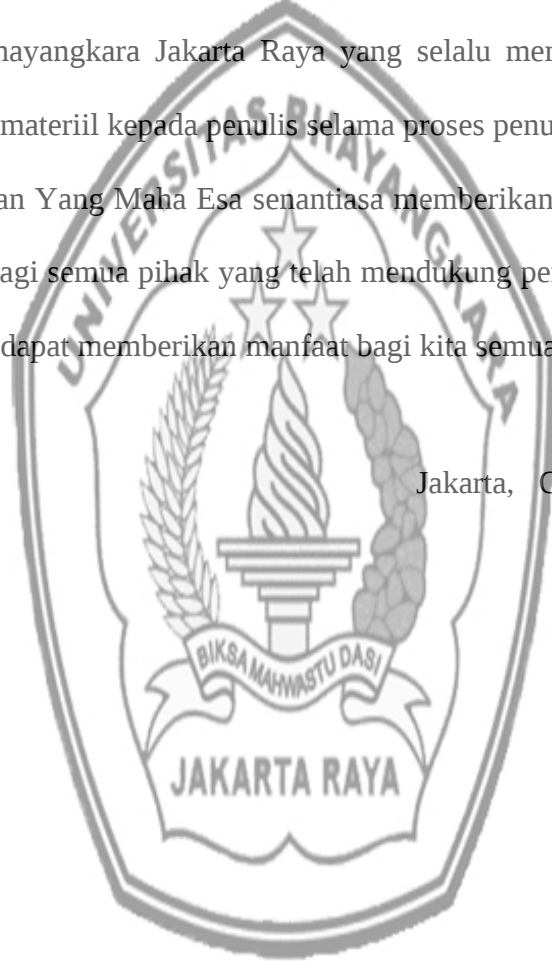 hayangkara Jakarta Raya yang selalu mem
materiil kepada penulis selama proses penu
an Yang Maha Esa senantiasa memberikan
agi semua pihak yang telah mendukung per
dapat memberikan manfaat bagi kita semua
Jakarta,
UNIVERSITAS BHAYANGKARA
BIKSA MAHWASTU DASI
JAKARTA RAYA